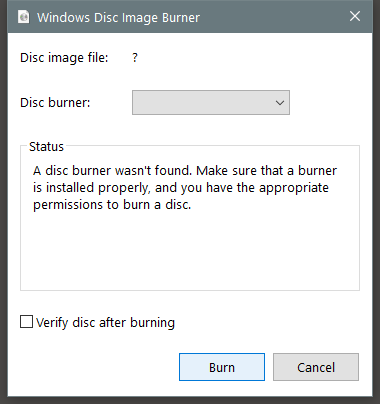 Windows Disc Image Burner
Disc image file: ?
Disc burner:
Status
A disc burner wasn't found. Make sure that a burner
is installed properly, and you have the appropriate
permissions to burn a disc.
Verify disc after burning
Burn Cancel